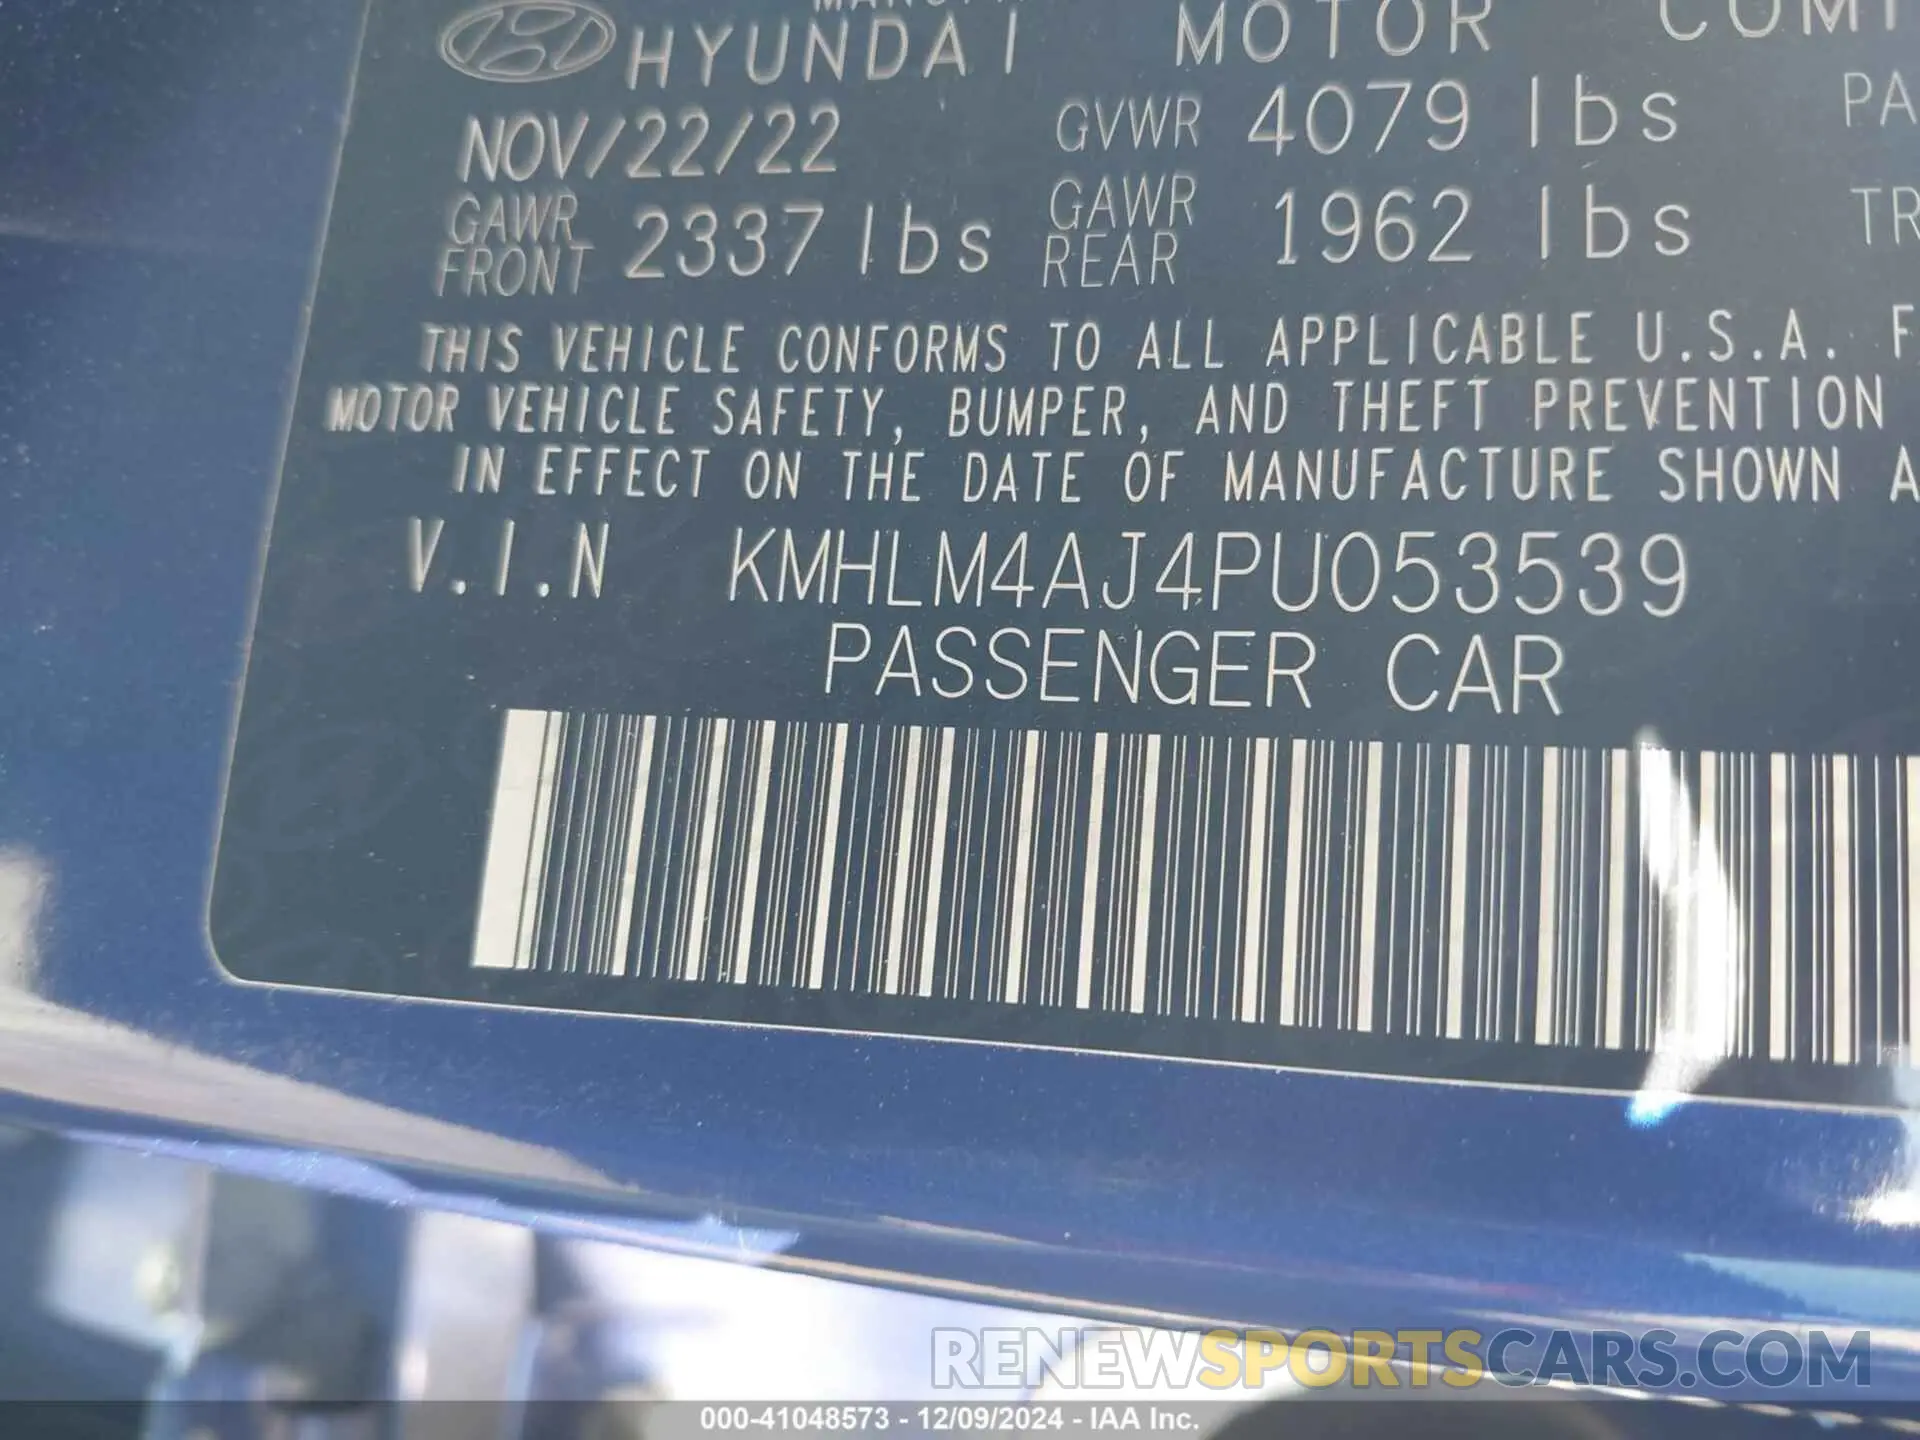 HYUNDAI MOTOR
NOV/22/22 GVWR 4079 lbs
GAWR FRONT 2337 lbs GAWR REAR 1962 lbs
THIS VEHICLE CONFORMS TO ALL APPLICABLE U.S.A.
MOTOR VEHICLE SAFETY, BUMPER, AND THEFT PREVENTION
IN EFFECT ON THE DATE OF MANUFACTURE SHOWN
V.I.N KMHLM4AJ4PU053539
PASSENGER CAR
RENEWSPORTSCARS.COM
000-41048573 - 12/09/2024 - IAA Inc.